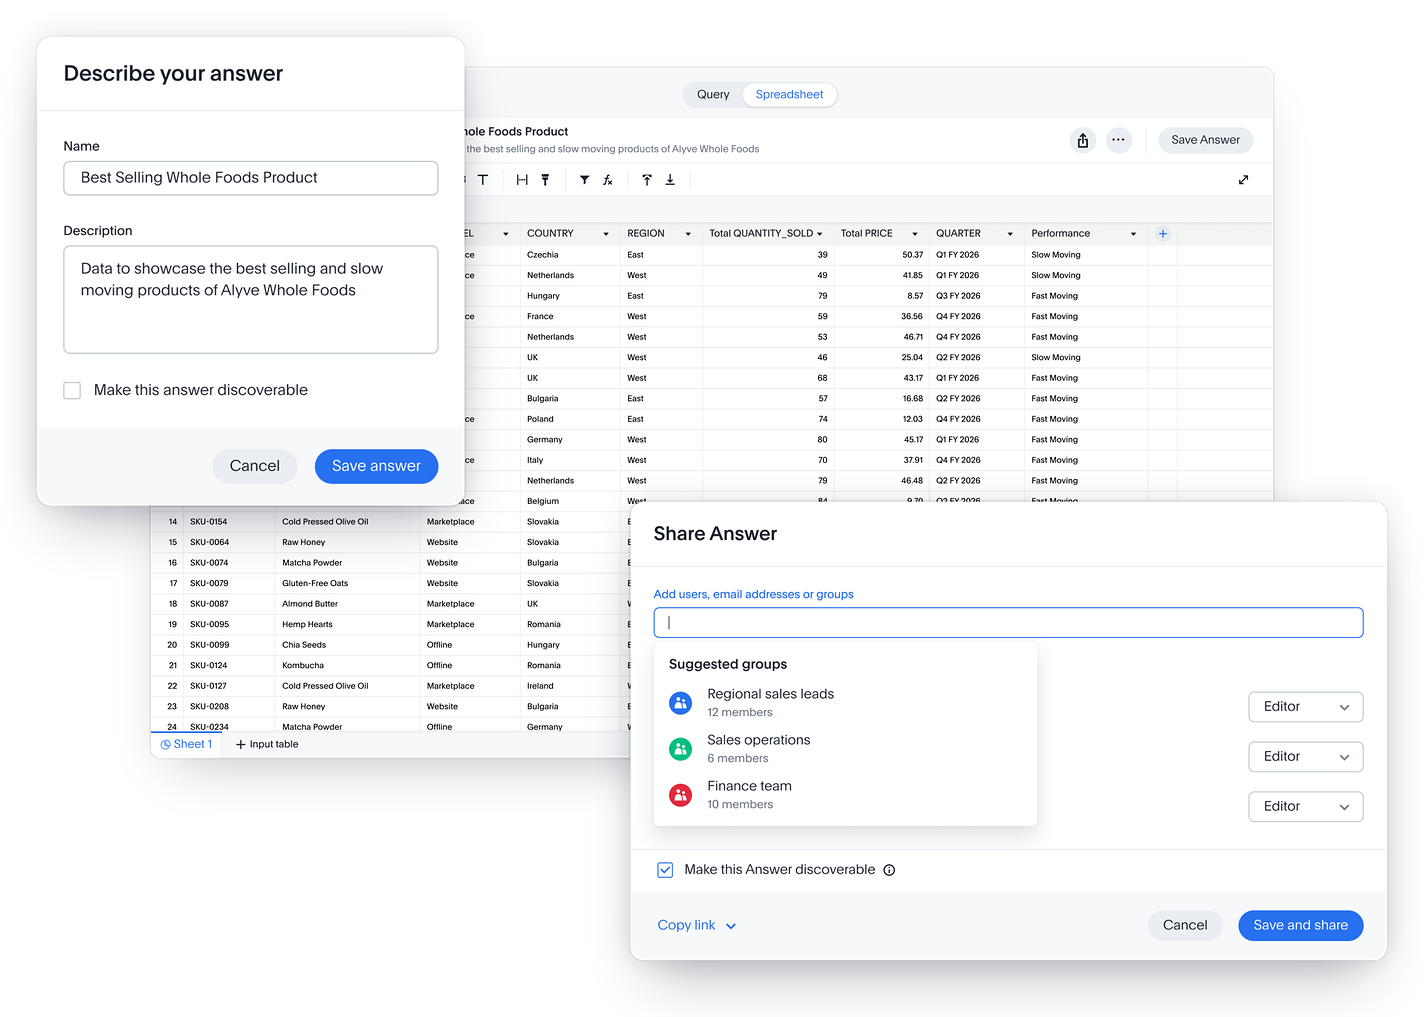 Describe your answer
Name
Best Selling Whole Foods Product
Description
Data to showcase the best selling and slow
moving products of Alyve Whole Foods
Make this answer discoverable
Cancel
Save answer
Query
Spreadsheet
Foods Product
the best selling and slow moving products of Alyve Whole Foods
Save Answer
COUNTRY REGION Total QUANTITY_SOLD Total PRICE QUARTER Performance
Czechia East 39 50.37 Q1 FY 2026 Slow Moving
Netherlands West 49 41.85 Q1 FY 2026 Slow Moving
Hungary East 79 8.57 Q3 FY 2026 Fast Moving
France West 59 36.56 Q4 FY 2026 Fast Moving
Netherlands West 53 46.71 Q4 FY 2026 Fast Moving
UK West 46 25.04 Q2 FY 2026 Slow Moving
UK West 68 43.17 Q1 FY 2026 Fast Moving
Bulgaria East 57 16.68 Q2 FY 2026 Fast Moving
Poland East 74 12.03 Q4 FY 2026 Fast Moving
Germany West 80 45.17 Q1 FY 2026 Fast Moving
Italy West 70 37.91 Q4 FY 2026 Fast Moving
Netherlands West 79 46.48 Q2 FY 2026 Fast Moving
Belgium West 84 9.70 Q2 FY 2026 Fast Moving
14 SKU-0154 Cold Pressed Olive Oil Marketplace Slovakia
15 SKU-0064 Raw Honey Website Slovakia
16 SKU-0074 Matcha Powder Website Bulgaria
17 SKU-0079 Gluten-Free Oats Website Slovakia
18 SKU-0087 Almond Butter Marketplace UK
19 SKU-0095 Hemp Hearts Marketplace Romania
20 SKU-0099 Chia Seeds Offline Hungary
21 SKU-0124 Kombucha Offline Romania
22 SKU-0127 Cold Pressed Olive Oil Marketplace Ireland
23 SKU-0208 Raw Honey Website Bulgaria
24 SKU-0234 Matcha Powder Offline Germany
Sheet 1
+ Input table
Share Answer
Add users, email addresses or groups
Suggested groups
Regional sales leads
12 members
Editor
Sales operations
6 members
Editor
Finance team
10 members
Editor
Make this Answer discoverable
Copy link
Cancel
Save and share